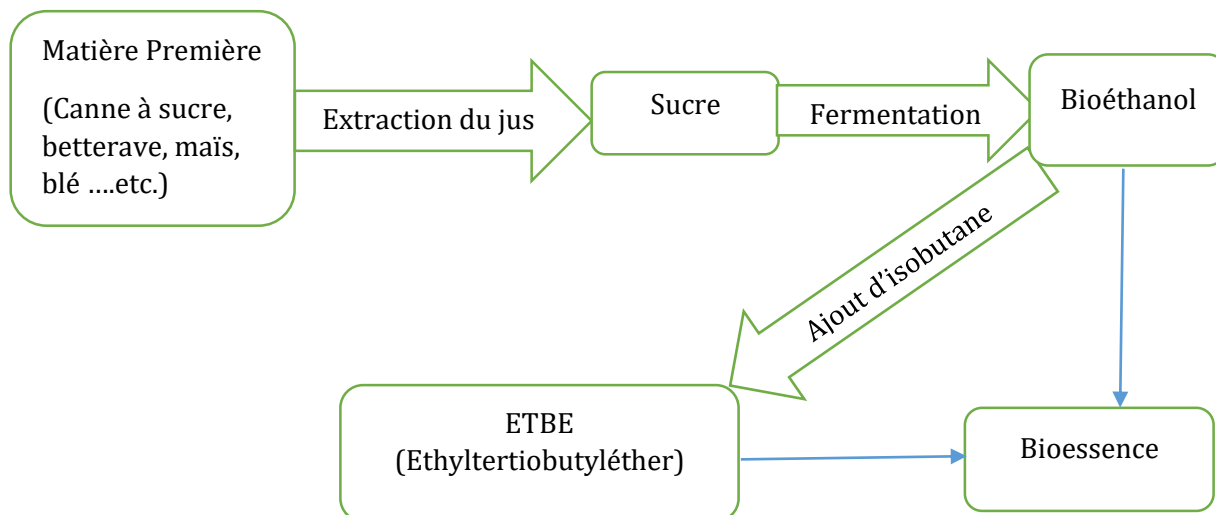 Matière Première
(Canne à sucre,
betterave, maïs,
blé ….etc.)
Extraction du jus
Sucre
Fermentation
Bioéthanol
Ajout d’isobutane
ETBE
(Ethyltertiobutyléther)
Bioessence